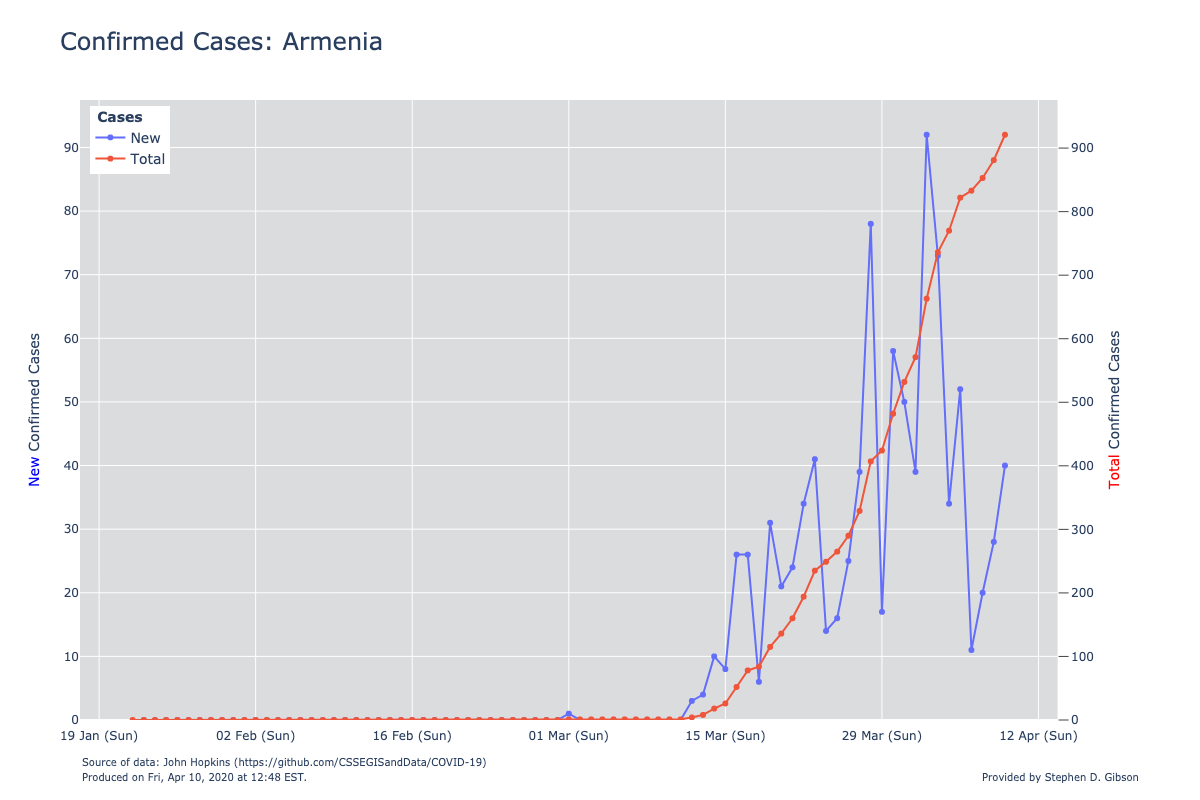 Confirmed Cases: Armenia
Cases
New
Total
90
80
70
60
50
40
30
20
10
0
New Confirmed Cases
900
800
700
600
500
400
300
200
100
0
Total Confirmed Cases
19 Jan (Sun)
02 Feb (Sun)
16 Feb (Sun)
01 Mar (Sun)
15 Mar (Sun)
29 Mar (Sun)
12 Apr (Sun)
Source of data: John Hopkins (https://github.com/CSSEGISandData/COVID-19)
Produced on Fri, Apr 10, 2020 at 12:48 EST.
Provided by Stephen D. Gibson